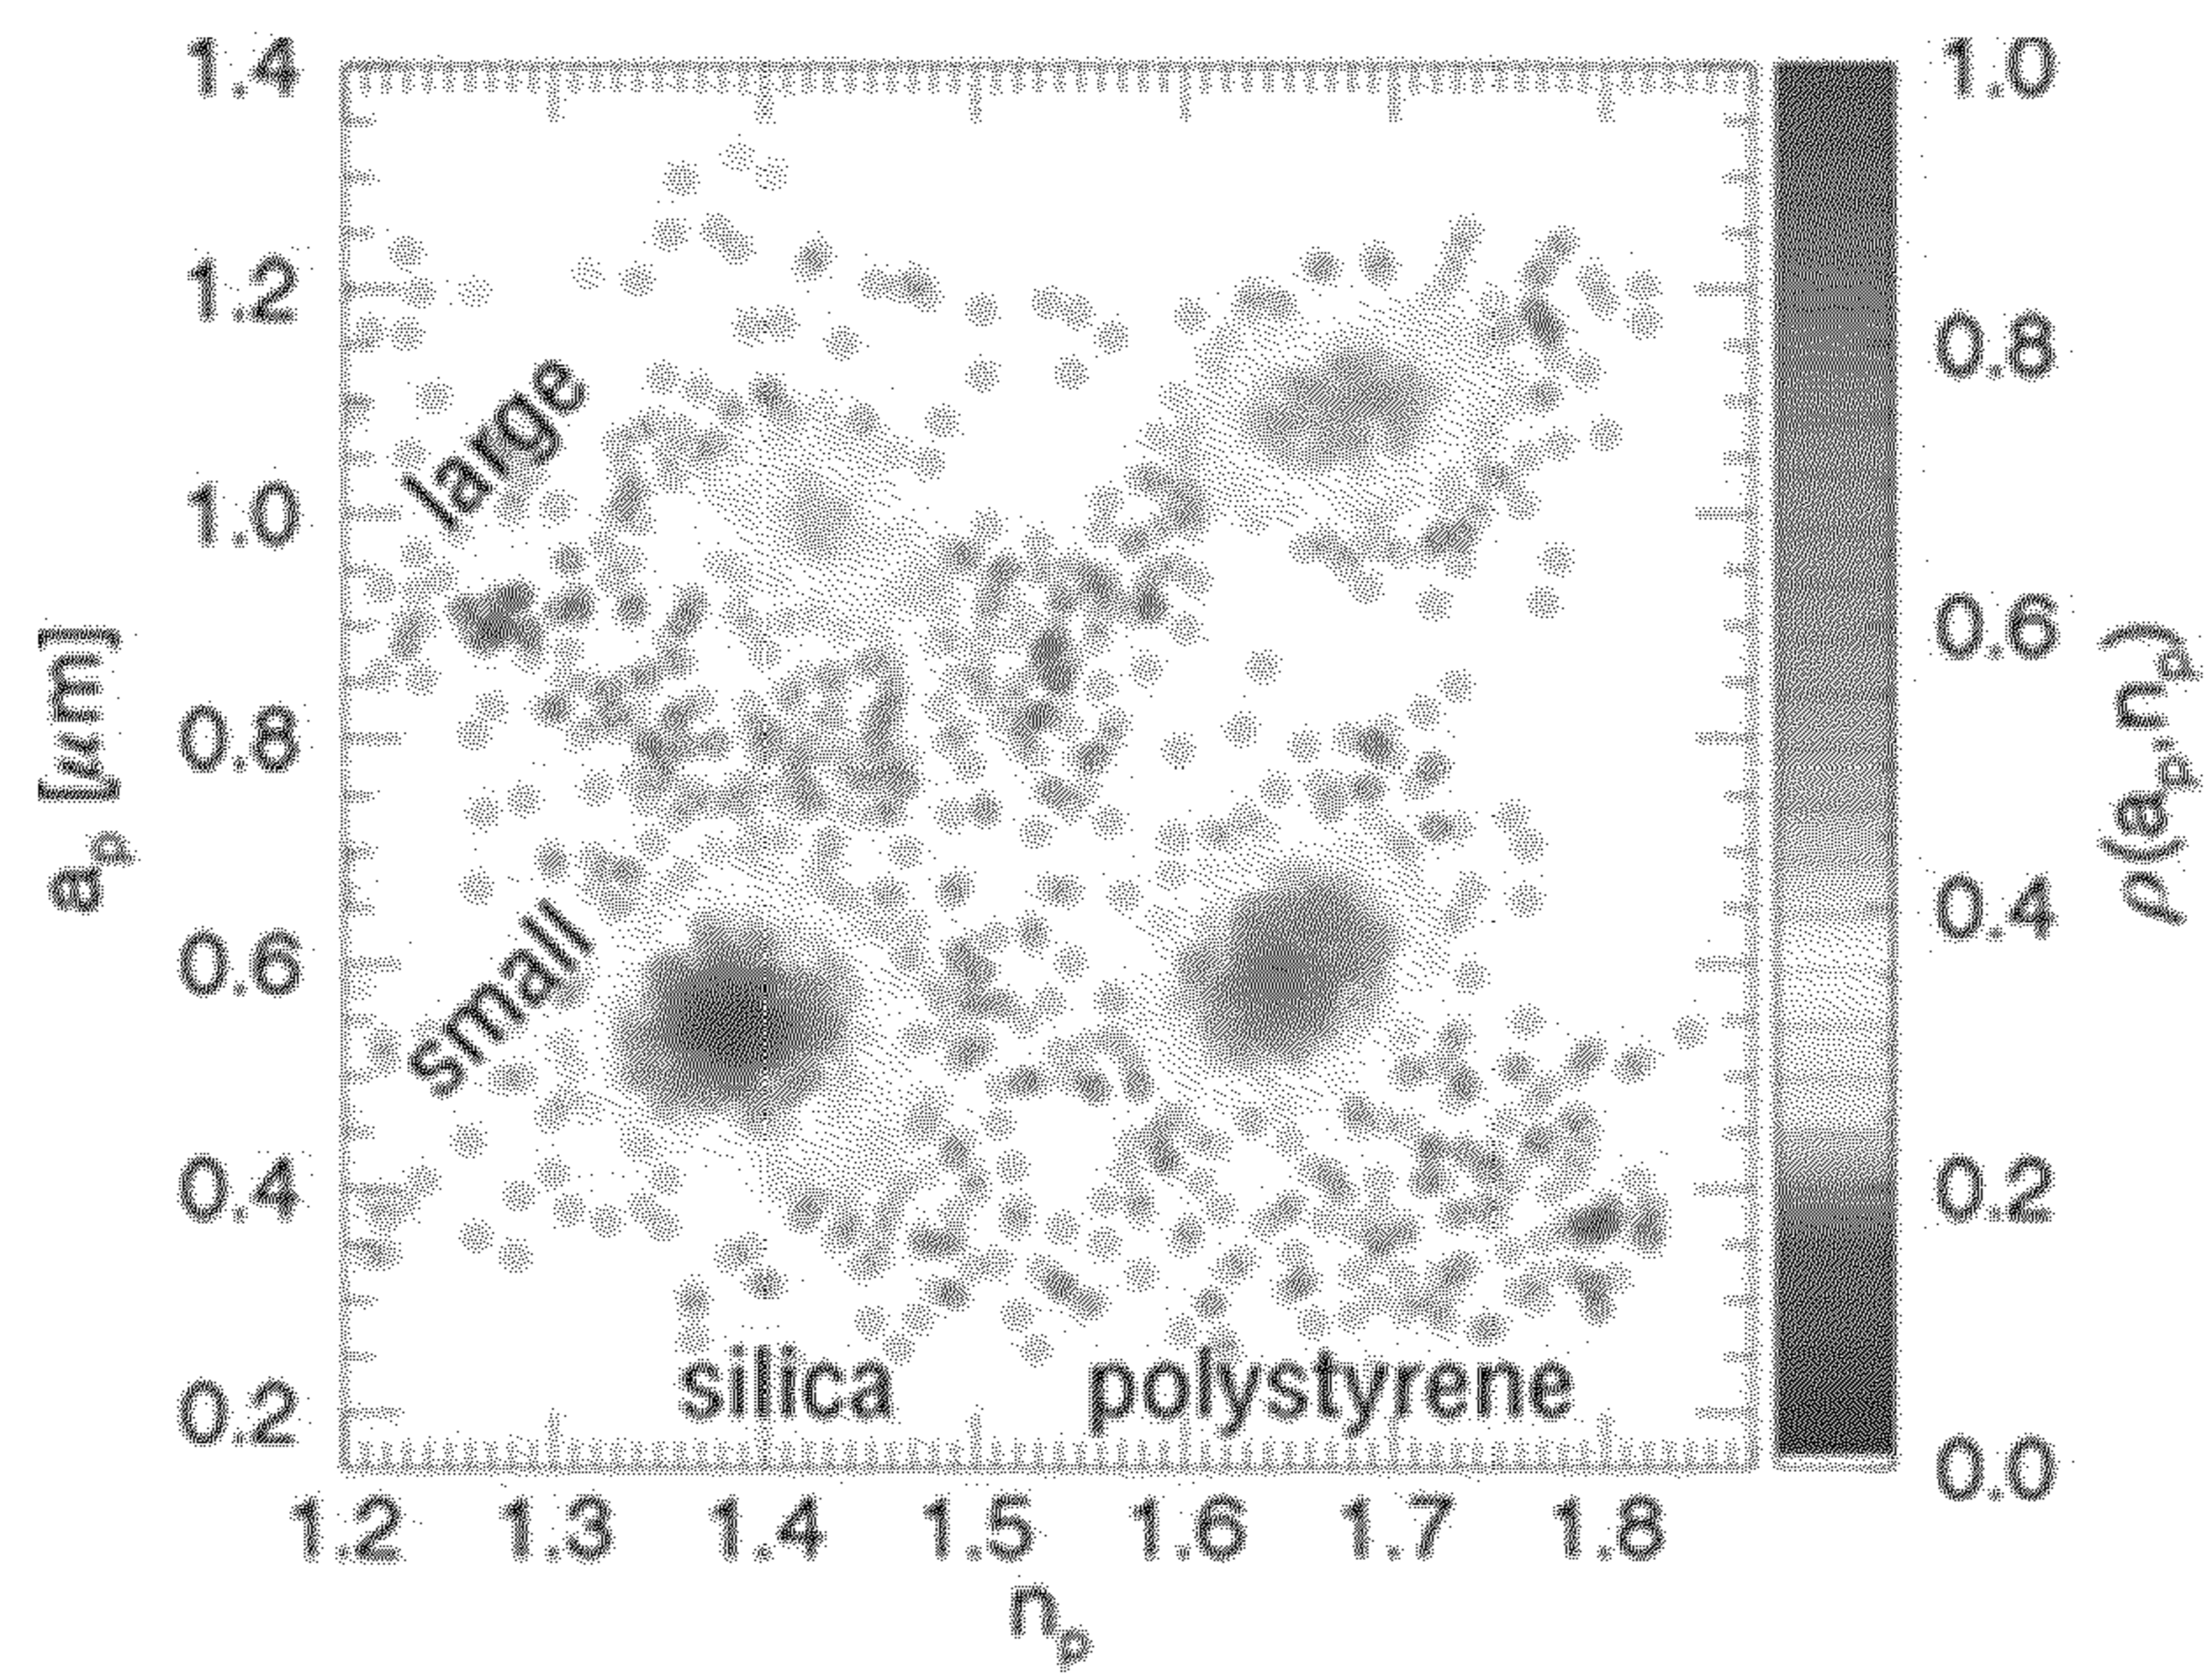 1.4
1.2
1.0
0.8
0.6
0.4
0.2
a_p [μm]
large
small
silica
polystyrene
1.2 1.3 1.4 1.5 1.6 1.7 1.8
n_p
1.0
0.8
0.6
0.4
0.2
0.0
ρ(a_p, n_p)